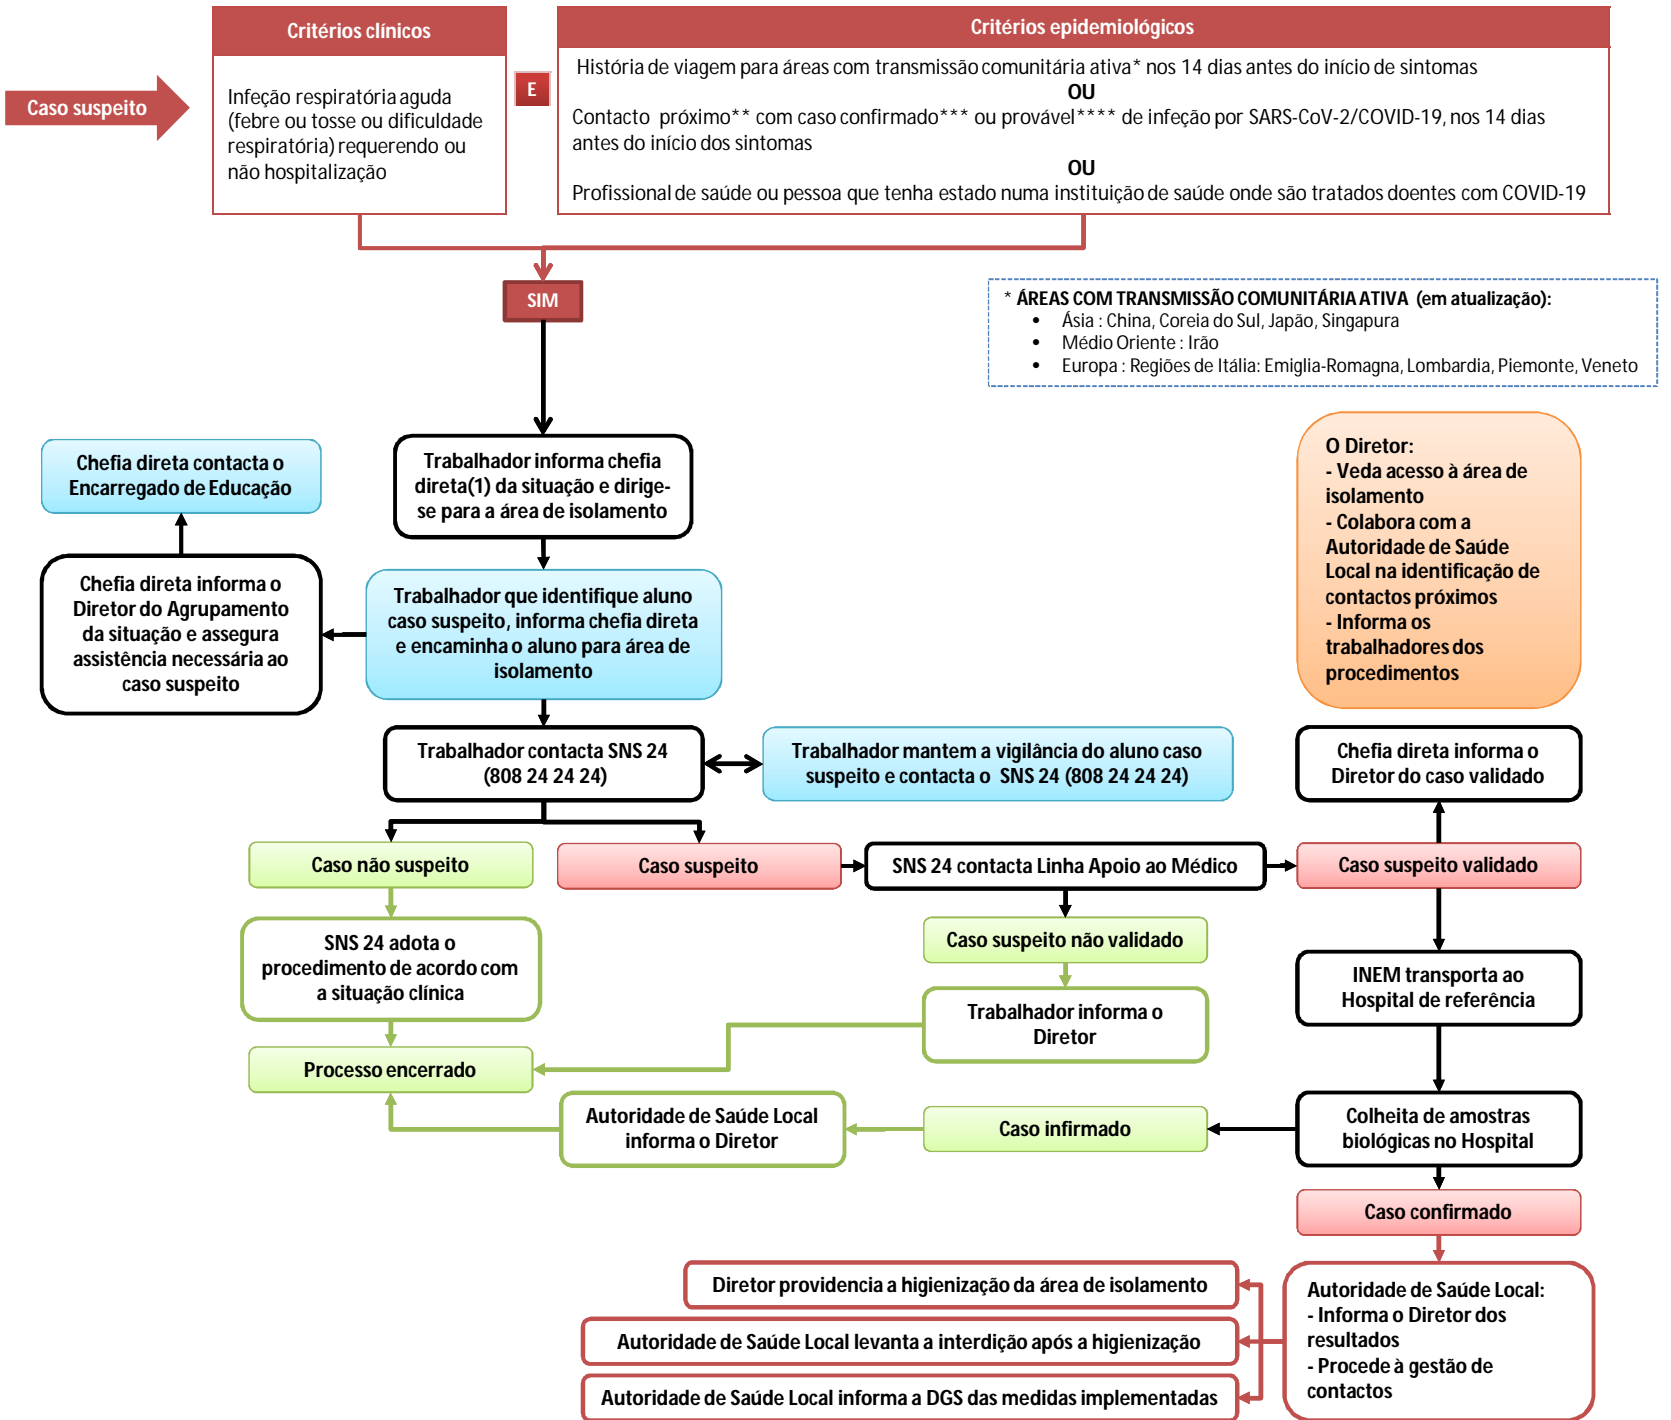 Caso suspeito
Critérios clínicos
Infeção respiratória aguda
(febre ou tosse ou dificuldade
respiratória) requerendo ou
não hospitalização
E
Critérios epidemiológicos
História de viagem para áreas com transmissão comunitária ativa* nos 14 dias antes do início de sintomas
OU
Contacto próximo** com caso confirmado*** ou provável**** de infeção por SARS-CoV-2/COVID-19, nos 14 dias
antes do início dos sintomas
OU
Profissional de saúde ou pessoa que tenha estado numa instituição de saúde onde são tratados doentes com COVID-19
SIM
* ÁREAS COM TRANSMISSÃO COMUNITÁRIA ATIVA (em atualização):
• Ásia : China, Coreia do Sul, Japão, Singapura
• Médio Oriente : Irão
• Europa : Regiões de Itália: Emiglia-Romagna, Lombardia, Piemonte, Veneto
Trabalhador informa chefia
direta(1) da situação e dirige-
se para a área de isolamento
Chefia direta contacta o
Encarregado de Educação
Chefia direta informa o
Diretor do Agrupamento
da situação e assegura
assistência necessária ao
caso suspeito
Trabalhador que identifique aluno
caso suspeito, informa chefia direta
e encaminha o aluno para área de
isolamento
O Diretor:
- Veda acesso à área de
isolamento
- Colabora com a
Autoridade de Saúde
Local na identificação de
contactos próximos
- Informa os
trabalhadores dos
procedimentos
Trabalhador contacta SNS 24
(808 24 24 24)
Trabalhador mantem a vigilância do aluno caso
suspeito e contacta o SNS 24 (808 24 24 24)
Chefia direta informa o
Diretor do caso validado
Caso não suspeito
Caso suspeito
SNS 24 contacta Linha Apoio ao Médico
Caso suspeito validado
SNS 24 adota o
procedimento de acordo com
a situação clínica
Caso suspeito não validado
Trabalhador informa o
Diretor
INEM transporta ao
Hospital de referência
Processo encerrado
Autoridade de Saúde Local
informa o Diretor
Caso infirmado
Colheita de amostras
biológicas no Hospital
Caso confirmado
Diretor providencia a higienização da área de isolamento
Autoridade de Saúde Local levanta a interdição após a higienização
Autoridade de Saúde Local informa a DGS das medidas implementadas
Autoridade de Saúde Local:
- Informa o Diretor dos
resultados
- Procede à gestão de
contactos